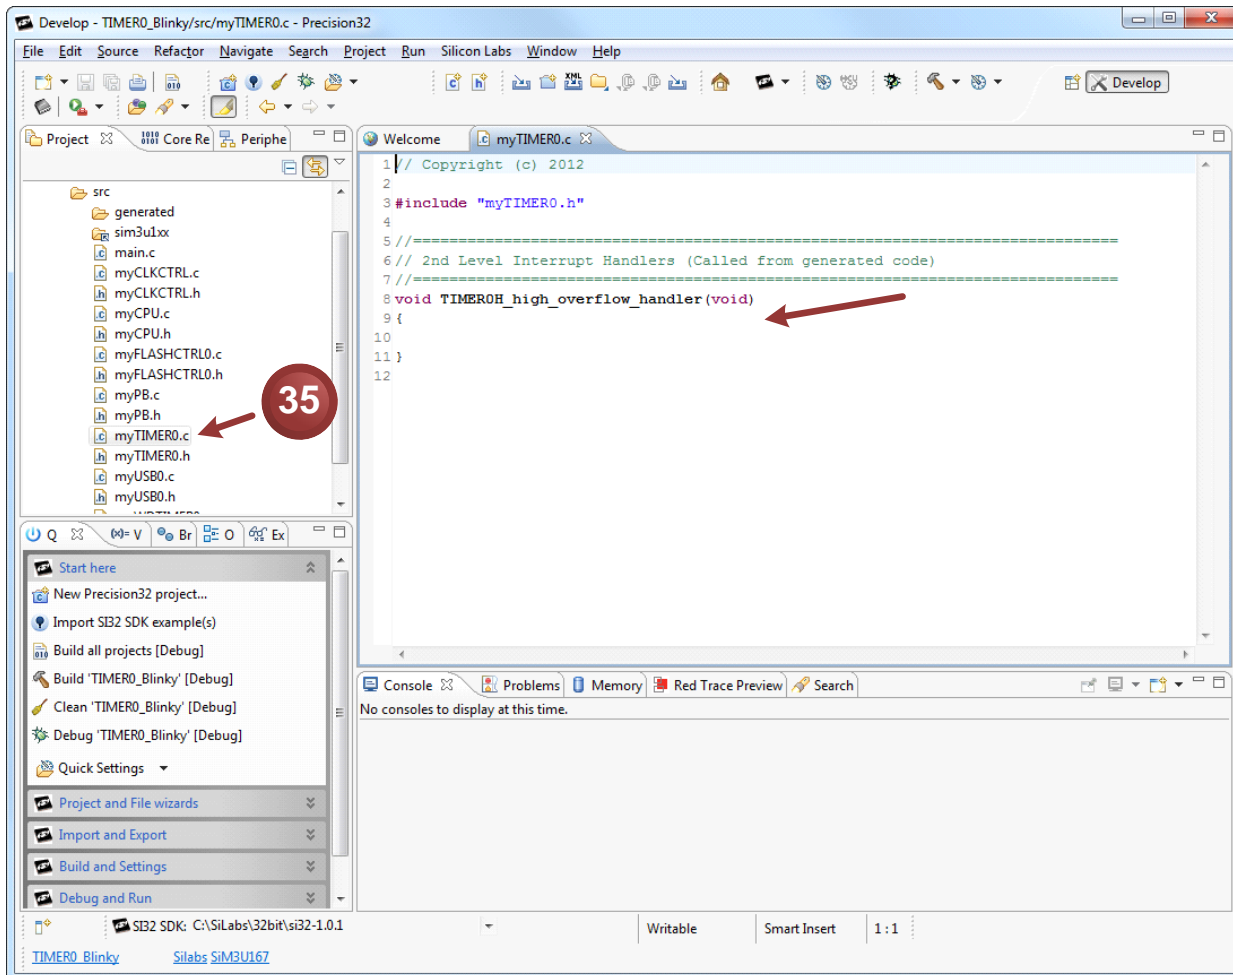 Develop - TIMER0_Blinky/src/myTIMER0.c - Precision32
File Edit Source Refactor Navigate Search Project Run Silicon Labs Window Help
Develop
Project Core Re Periphe
Welcome myTIMER0.c
src
generated
sim3u1xx
main.c
myCLKCTRL.c
myCLKCTRL.h
myCPU.c
myCPU.h
myFLASHCTRL0.c
myFLASHCTRL0.h
myPB.c
myPB.h
myTIMER0.c
myTIMER0.h
myUSB0.c
myUSB0.h
35
1 // Copyright (c) 2012
2
3 #include "myTIMER0.h"
4
5 //==============================================================================
6 // 2nd Level Interrupt Handlers (Called from generated code)
7 //==============================================================================
8 void TIMER0H_high_overflow_handler(void)
9 {
10
11 }
12
Q (x)= V Br O Ex
Start here
New Precision32 project...
Import SI32 SDK example(s)
Build all projects [Debug]
Build 'TIMER0_Blinky' [Debug]
Clean 'TIMER0_Blinky' [Debug]
Debug 'TIMER0_Blinky' [Debug]
Quick Settings
Project and File wizards
Import and Export
Build and Settings
Debug and Run
Console Problems Memory Red Trace Preview Search
No consoles to display at this time.
SI32 SDK: C:\SiLabs\32bit\si32-1.0.1
Writable Smart Insert 1 : 1
TIMER0_Blinky Silabs SiM3U167